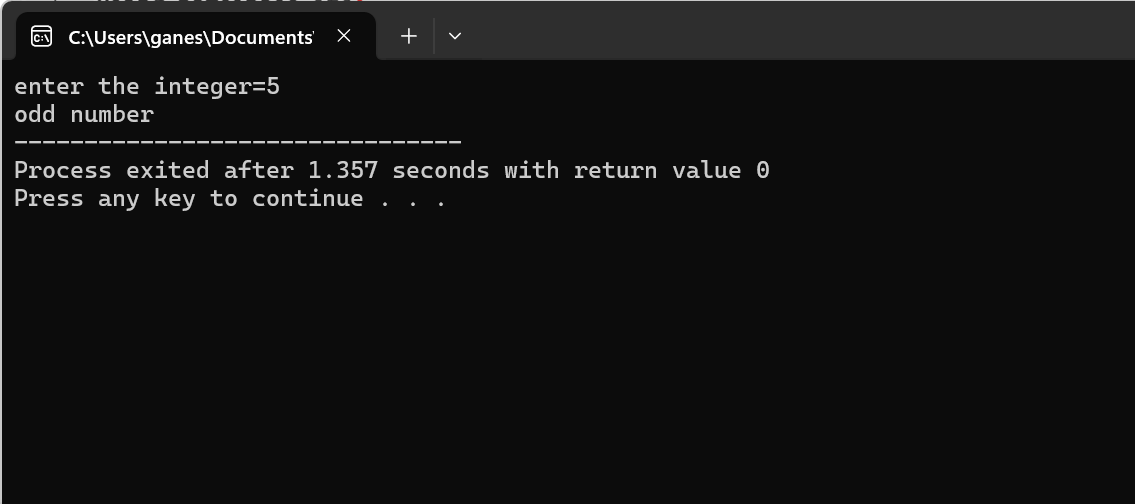 C:\Users\ganes\Documents'
enter the integer=5
odd number
--------------------------------
Process exited after 1.357 seconds with return value 0
Press any key to continue . . .